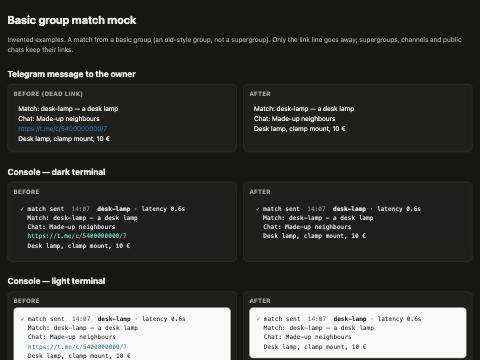 Basic group match mock
Invented examples. A match from a basic group (an old-style group, not a supergroup). Only the link line goes away; supergroups, channels and public
chats keep their links.
Telegram message to the owner
BEFORE (DEAD LINK)
Match: desk-lamp — a desk lamp
Chat: Made-up neighbours
https://t.me/c/5400000000/7
Desk lamp, clamp mount, 10 €
AFTER
Match: desk-lamp — a desk lamp
Chat: Made-up neighbours
Desk lamp, clamp mount, 10 €
Console — dark terminal
BEFORE
✓ match sent 14:07 desk-lamp · latency 0.6s
Match: desk-lamp — a desk lamp
Chat: Made-up neighbours
https://t.me/c/5400000000/7
Desk lamp, clamp mount, 10 €
AFTER
✓ match sent 14:07 desk-lamp · latency 0.6s
Match: desk-lamp — a desk lamp
Chat: Made-up neighbours
Desk lamp, clamp mount, 10 €
Console — light terminal
BEFORE
✓ match sent 14:07 desk-lamp · latency 0.6s
Match: desk-lamp — a desk lamp
Chat: Made-up neighbours
https://t.me/c/5400000000/7
Desk lamp, clamp mount, 10 €
AFTER
✓ match sent 14:07 desk-lamp · latency 0.6s
Match: desk-lamp — a desk lamp
Chat: Made-up neighbours
Desk lamp, clamp mount, 10 €